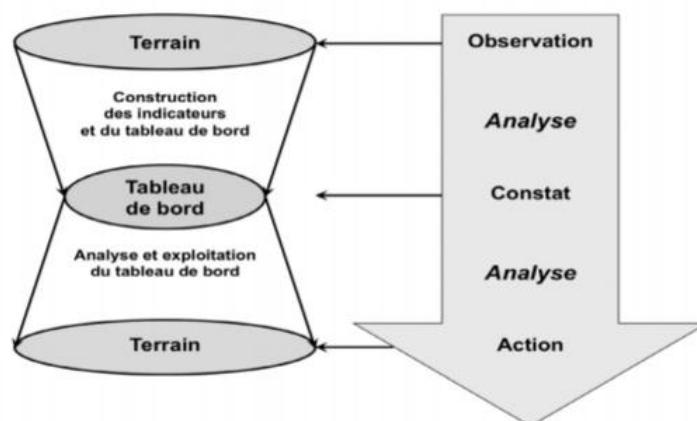 Terrain
Observation
Construction
des indicateurs
et du tableau de bord
Analyse
Tableau
de bord
Constat
Analyse et exploitation
du tableau de bord
Analyse
Terrain
Action